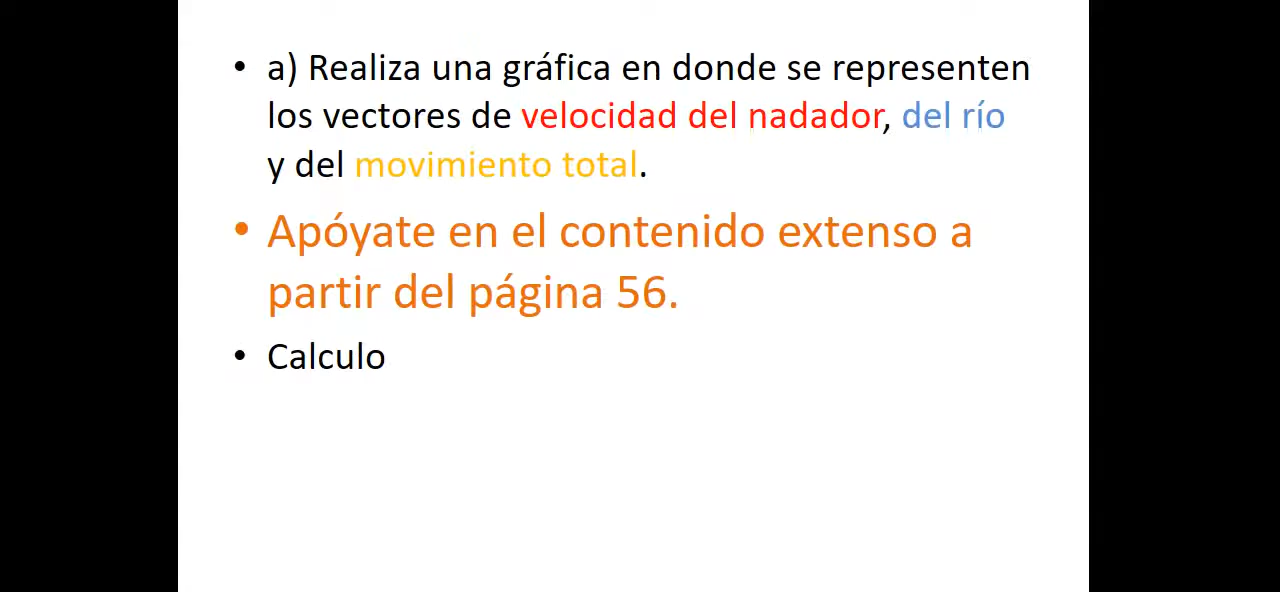 • a) Realiza una gráfica en donde se representen
los vectores de velocidad del nadador, del río
y del movimiento total.
• Apóyate en el contenido extenso a
partir del página 56.
• Calculo